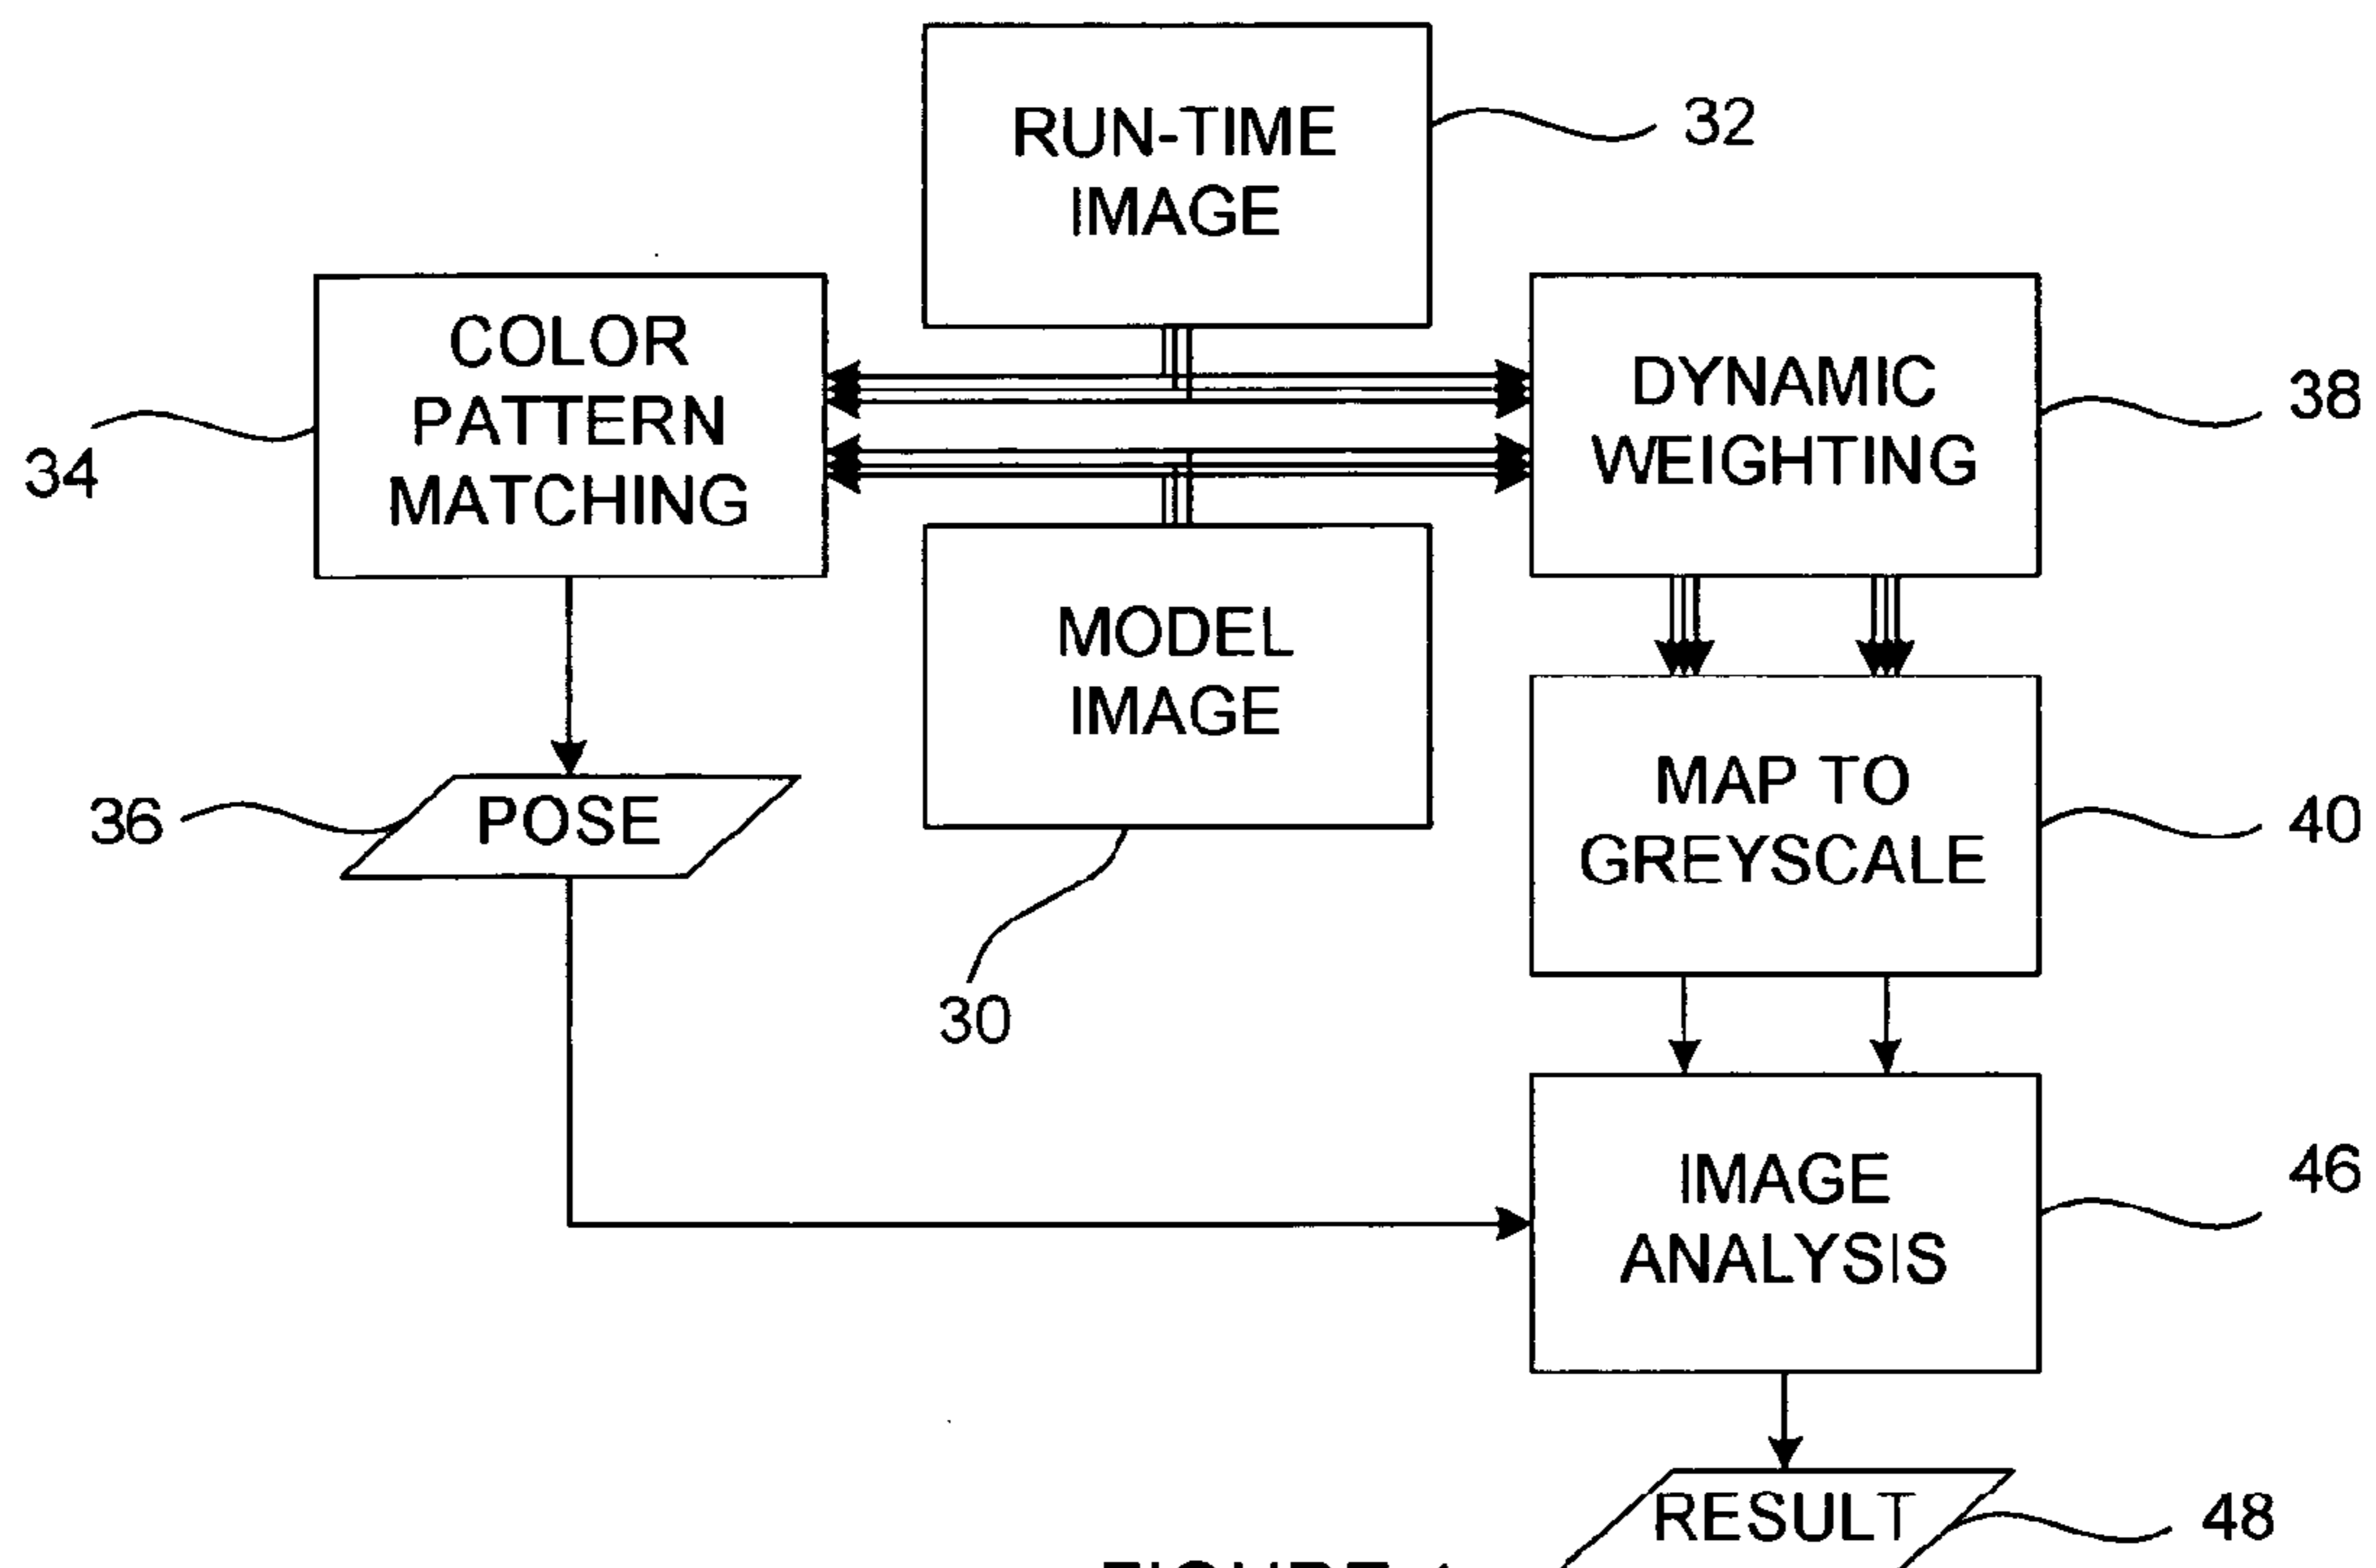 RUN-TIME
IMAGE
32
COLOR
PATTERN
MATCHING
34
DYNAMIC
WEIGHTING
38
MODEL
IMAGE
30
POSE
36
MAP TO
GREYSCALE
40
IMAGE
ANALYSIS
46
RESULT
48